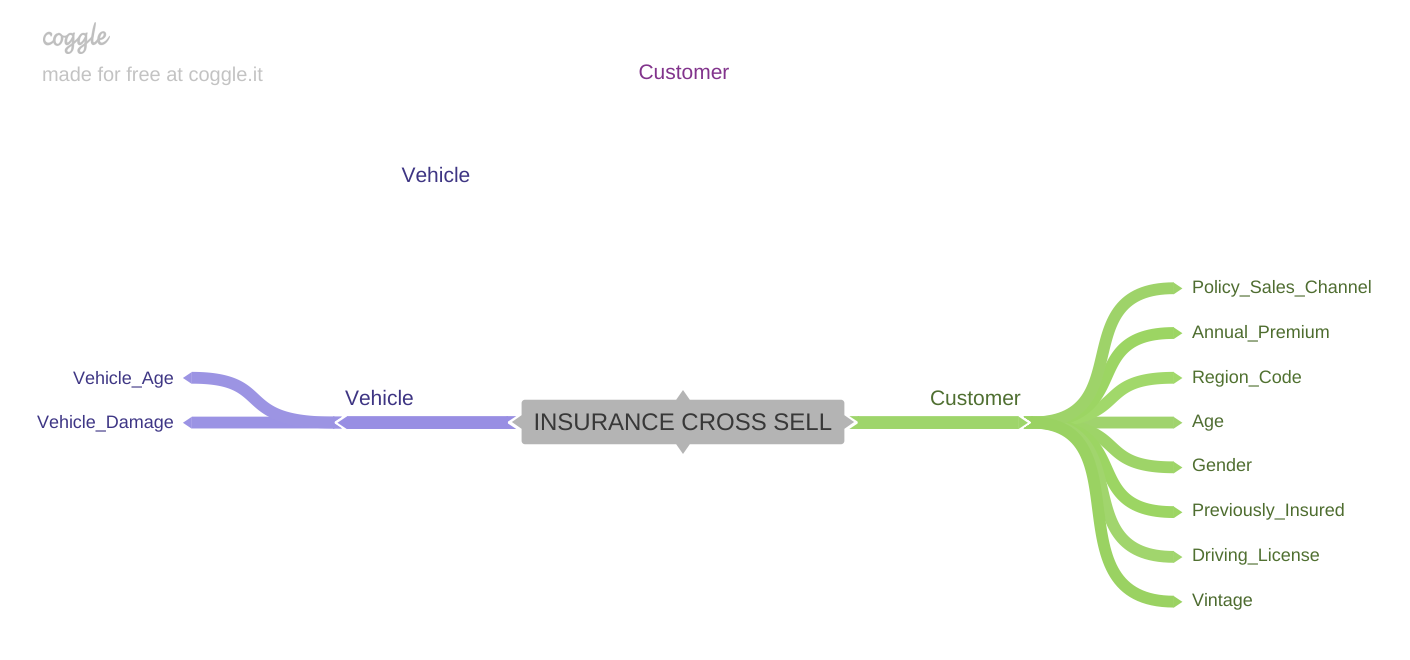 coggle
made for free at coggle.it
Customer
Vehicle
Vehicle_Age
Vehicle_Damage
Vehicle
INSURANCE CROSS SELL
Customer
Policy_Sales_Channel
Annual_Premium
Region_Code
Age
Gender
Previously_Insured
Driving_License
Vintage